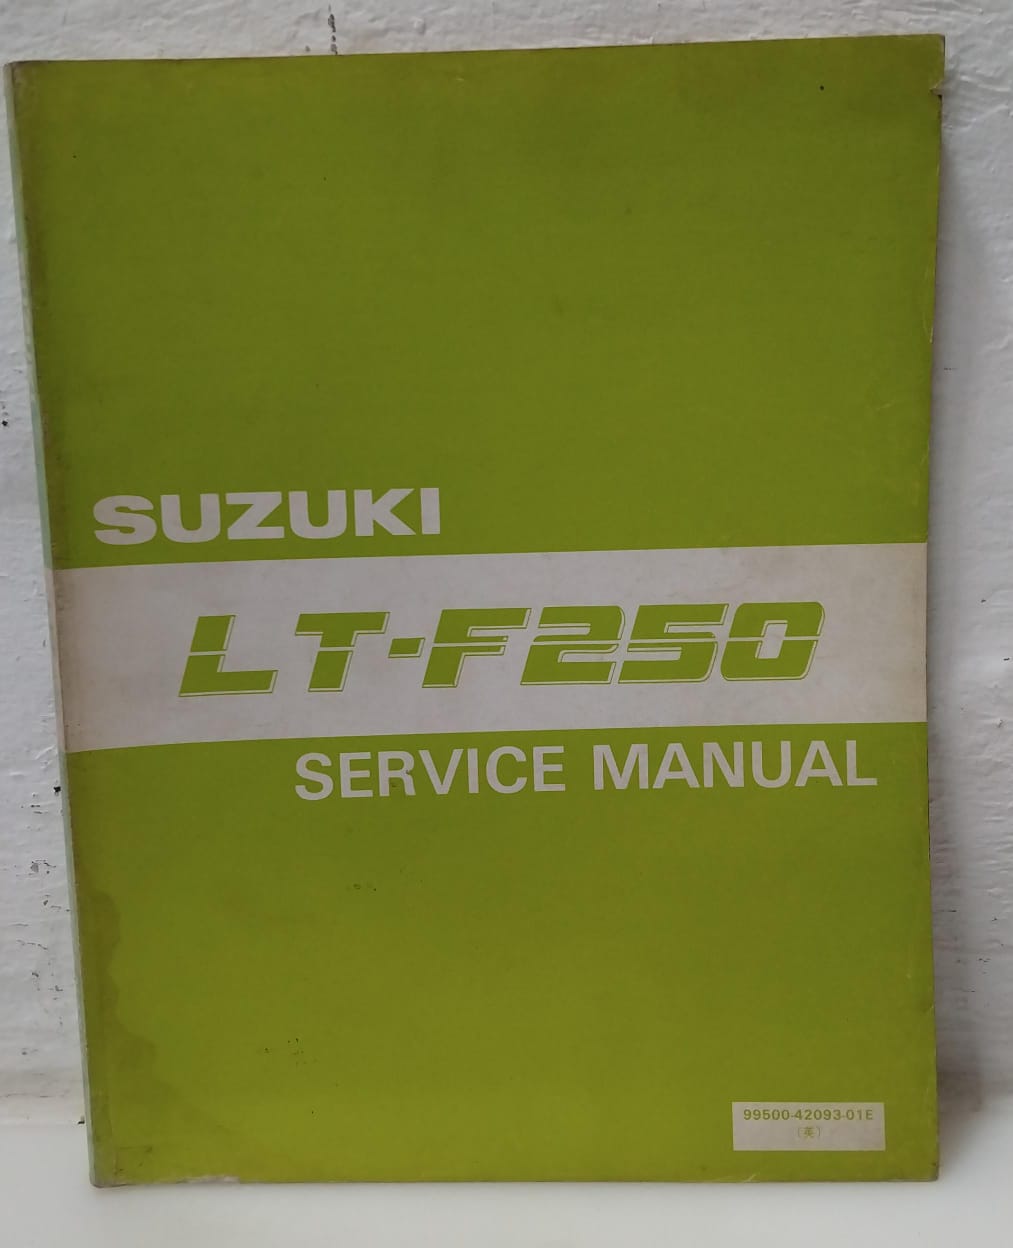 SUZUKI
LT-F250
SERVICE MANUAL
99500-42093-01E
(英)